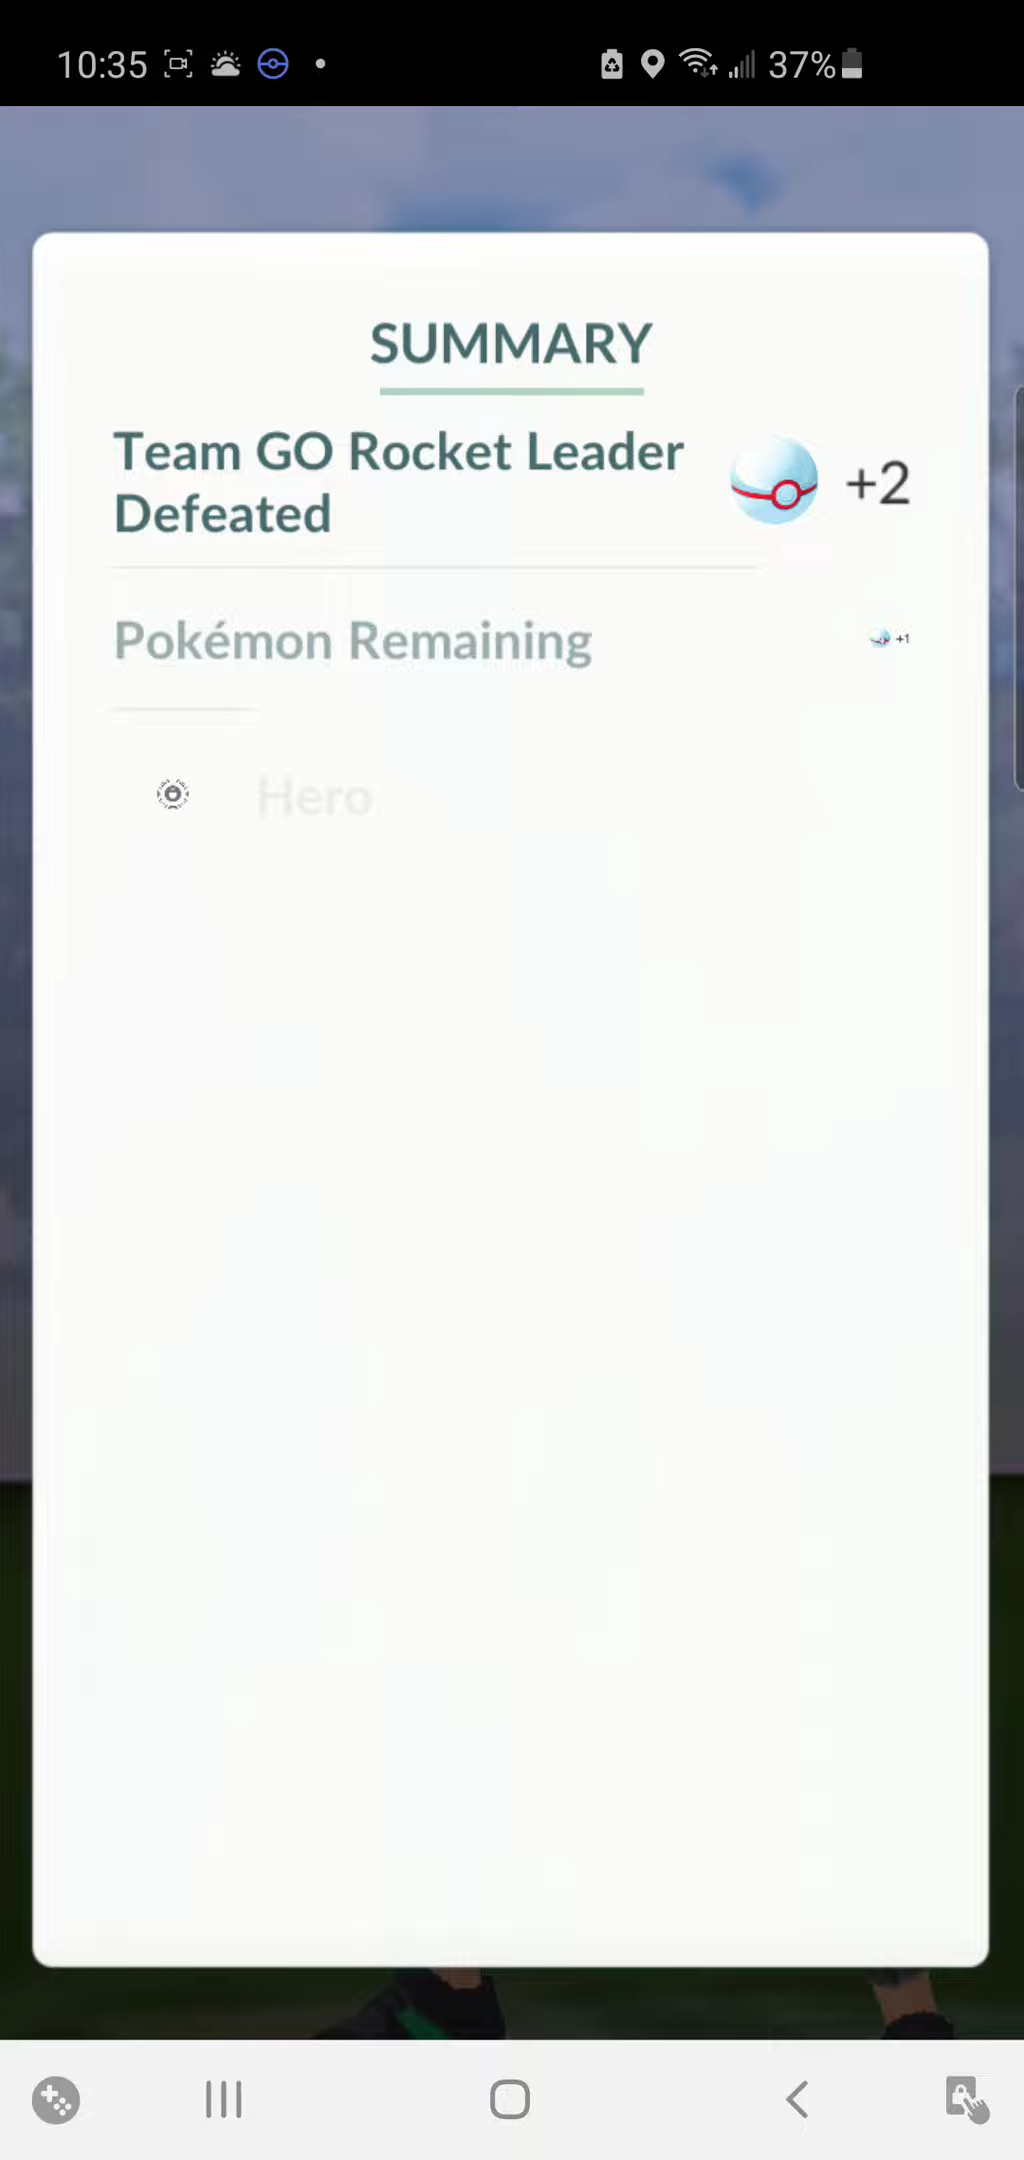 10:35
37%
SUMMARY
Team GO Rocket Leader
Defeated
+2
Pokémon Remaining
+1
Hero